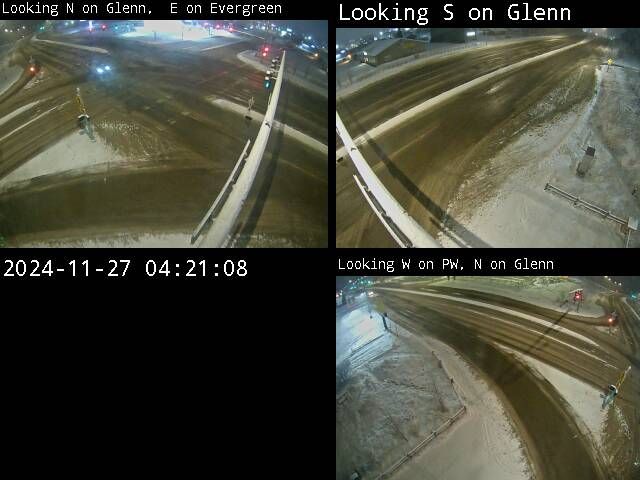 Looking N on Glenn, E on Evergreen
Looking S on Glenn
2024-11-27 04:21:08
Looking W on PW, N on Glenn